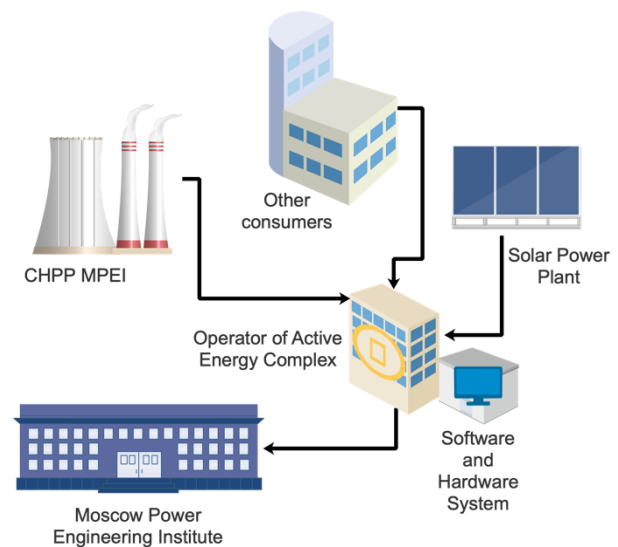 Other
consumers
CHPP MPEI
Solar Power
Plant
Operator of Active
Energy Complex
Software
and
Hardware
System
Moscow Power
Engineering Institute